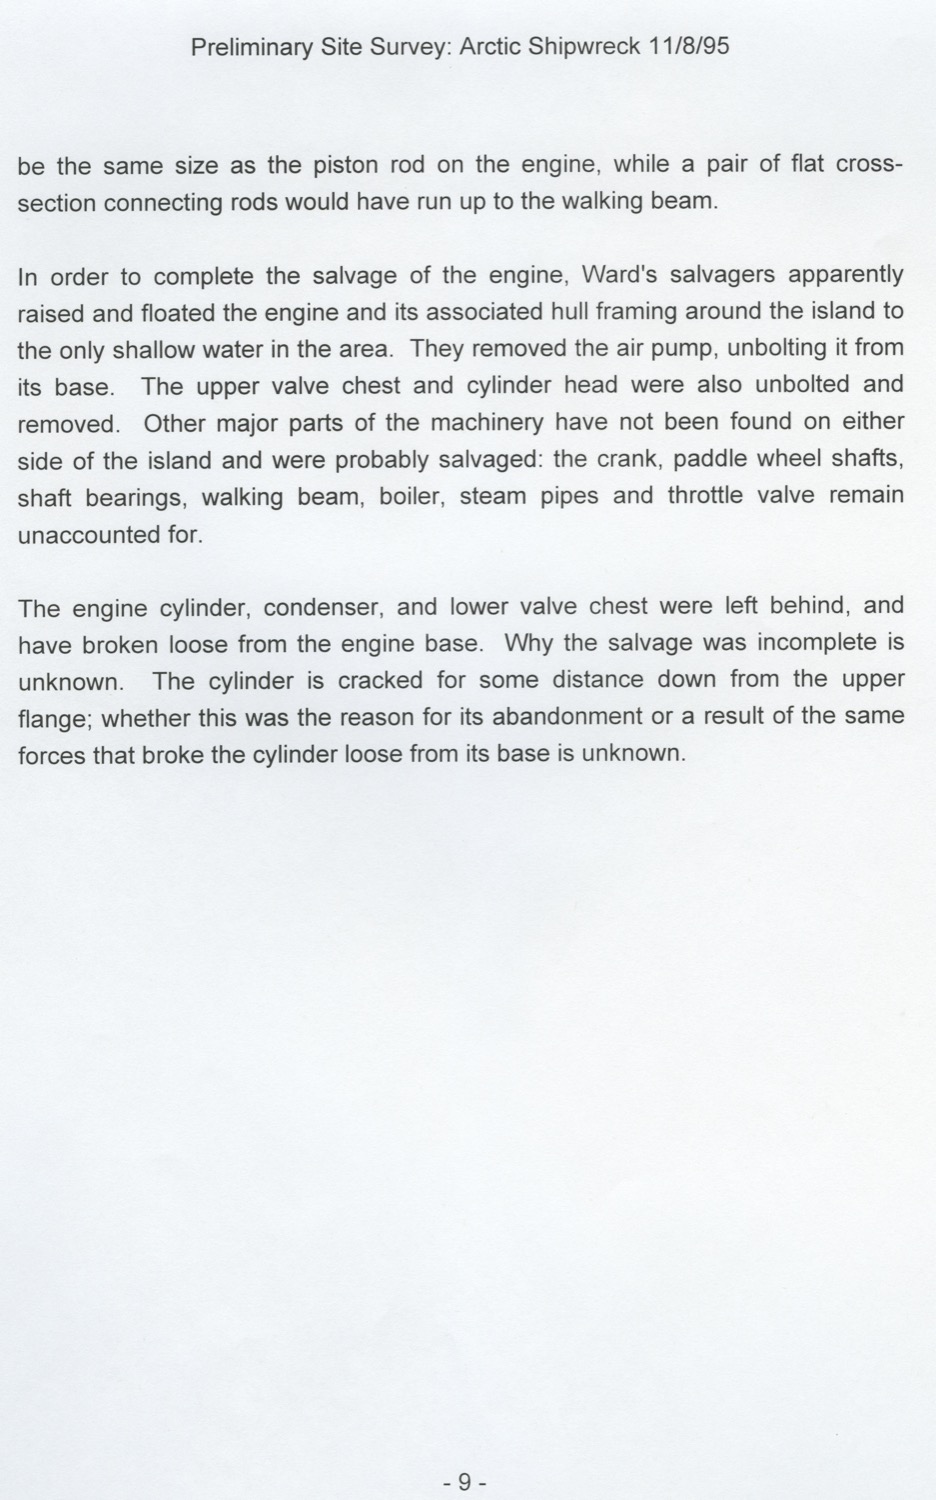 Preliminary Site Survey: Arctic Shipwreck 11/8/95
be the same size as the piston rod on the engine, while a pair of flat cross-
section connecting rods would have run up to the walking beam.
In order to complete the salvage of the engine, Ward's salvagers apparently
raised and floated the engine and its associated hull framing around the island to
the only shallow water in the area.  They removed the air pump, unbolting it from
its base.  The upper valve chest and cylinder head were also unbolted and
removed.  Other major parts of the machinery have not been found on either
side of the island and were probably salvaged: the crank, paddle wheel shafts,
shaft bearings, walking beam, boiler, steam pipes and throttle valve remain
unaccounted for.
The engine cylinder, condenser, and lower valve chest were left behind, and
have broken loose from the engine base.  Why the salvage was incomplete is
unknown.  The cylinder is cracked for some distance down from the upper
flange; whether this was the reason for its abandonment or a result of the same
forces that broke the cylinder loose from its base is unknown.
- 9 -